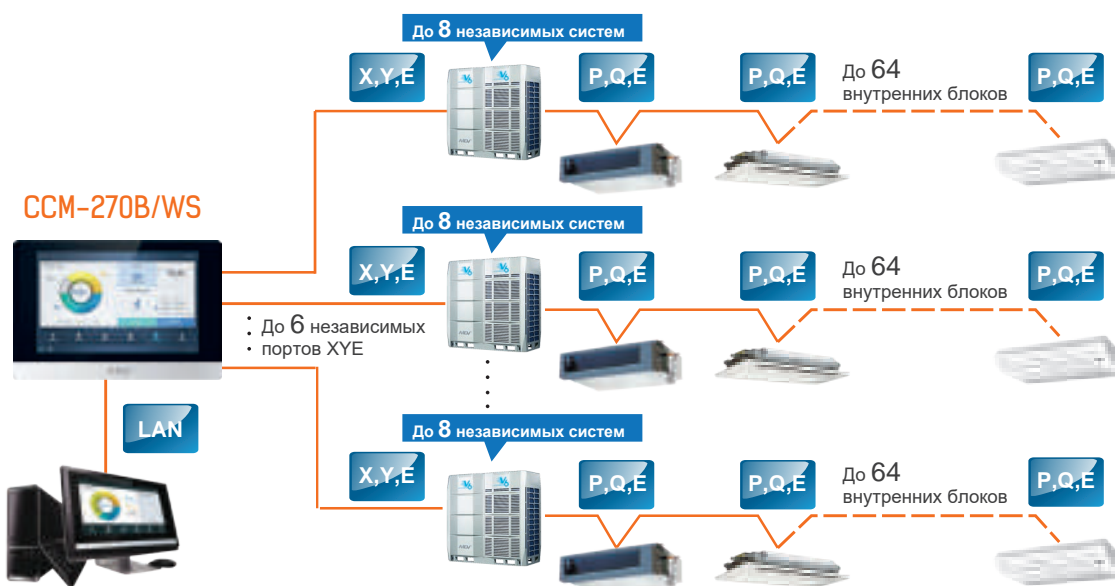 До 8 независимых систем
X,Y,E
P,Q,E
P,Q,E
До 64
внутренних блоков
P,Q,E
CCM-270B/WS
До 8 независимых систем
X,Y,E
P,Q,E
P,Q,E
До 64
внутренних блоков
P,Q,E
До 6 независимых
портов XYE
LAN
До 8 независимых систем
X,Y,E
P,Q,E
P,Q,E
До 64
внутренних блоков
P,Q,E